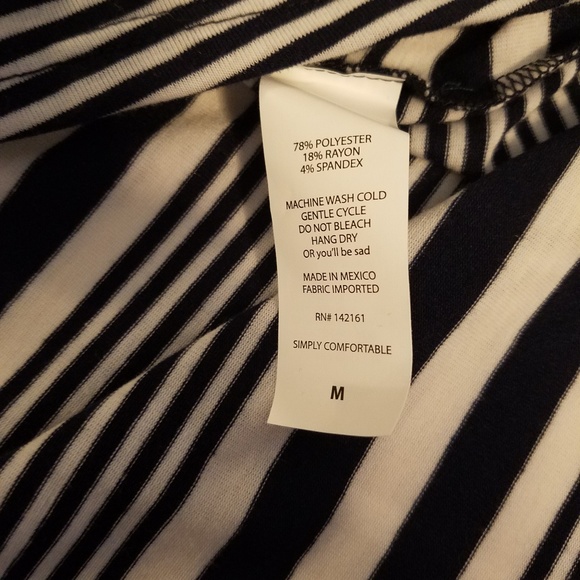 78% POLYESTER
18% RAYON
4% SPANDEX
MACHINE WASH COLD
GENTLE CYCLE
DO NOT BLEACH
HANG DRY
OR you'll be sad
MADE IN MEXICO
FABRIC IMPORTED
RN# 142161
SIMPLY COMFORTABLE
M